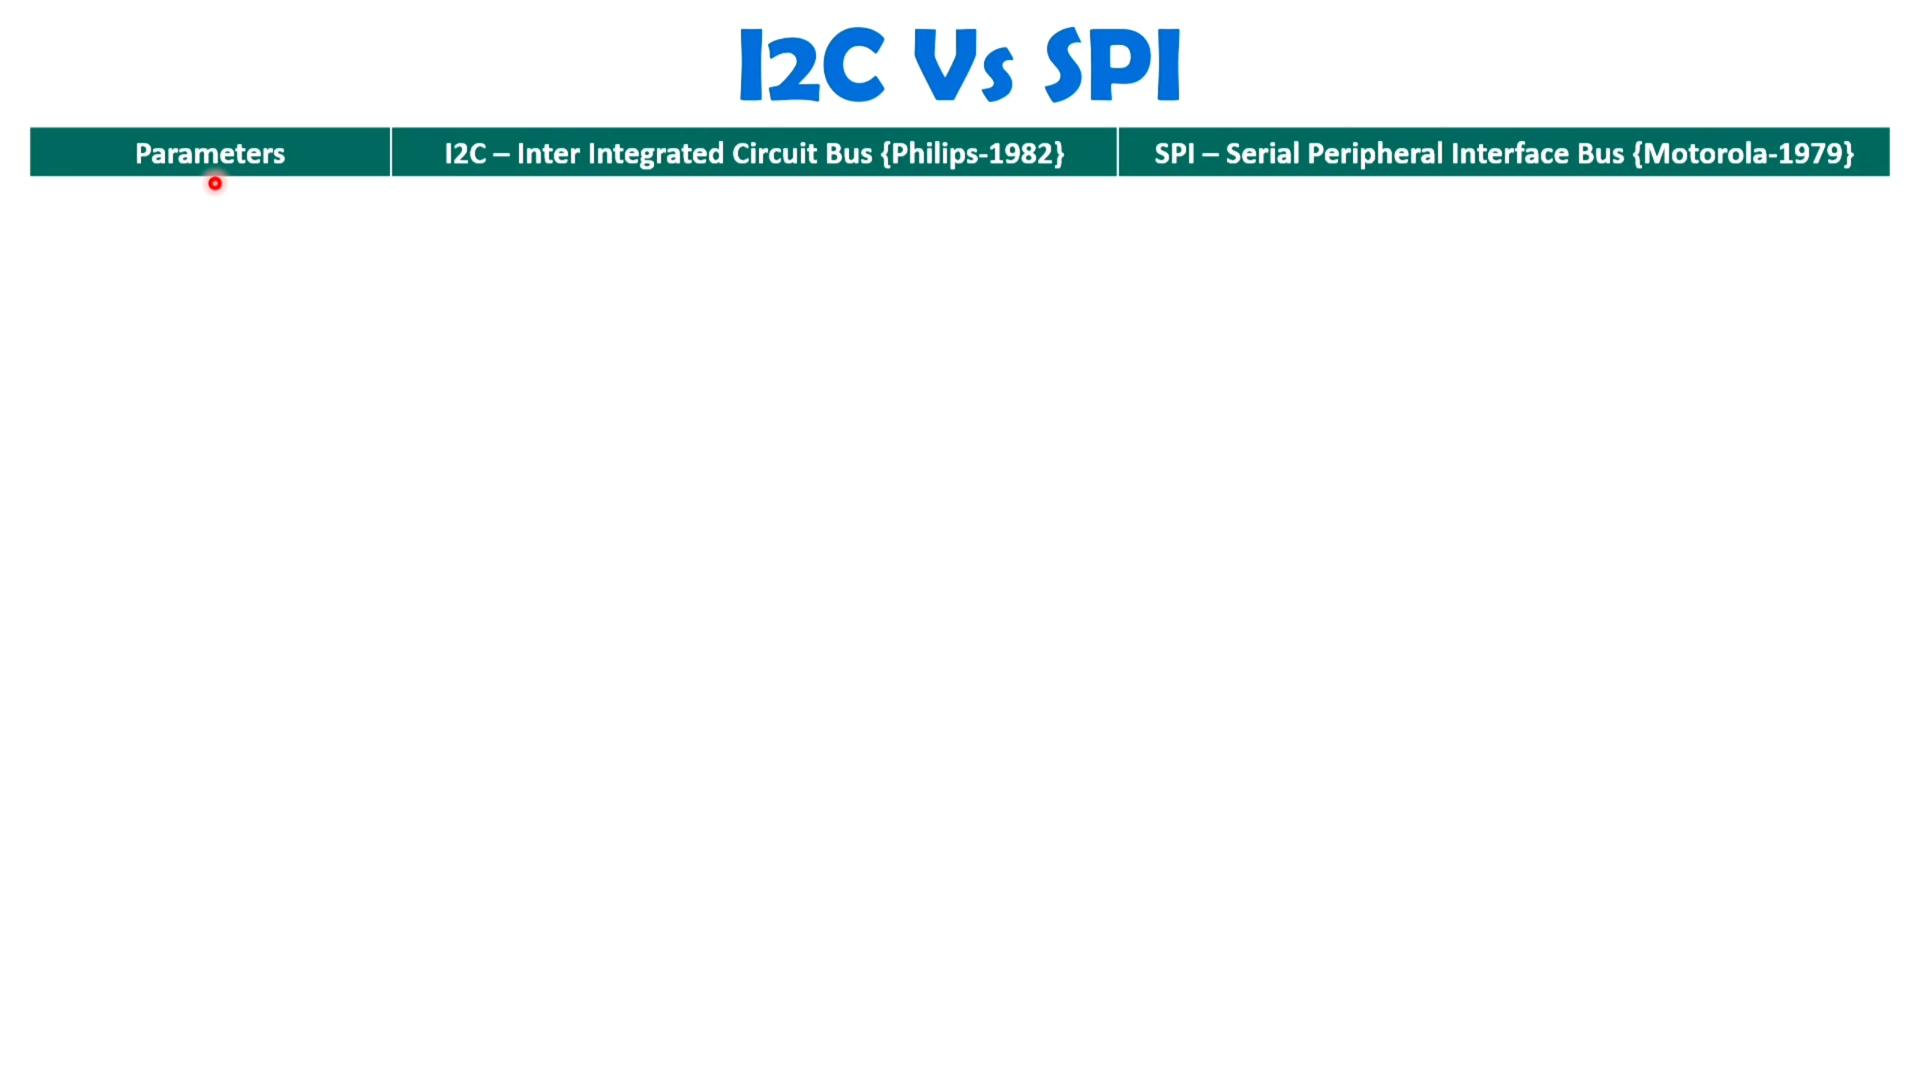 I2C Vs SPI
Parameters
I2C – Inter Integrated Circuit Bus {Philips-1982}
SPI – Serial Peripheral Interface Bus {Motorola-1979}